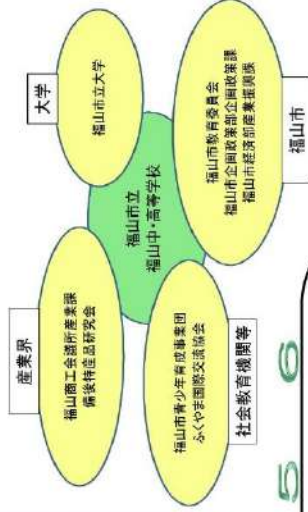 産業界
福山商工会議所産業課
備後特産品研究会
大学
福山市立大学
福山市立
福山中・高等学校
福山市青少年育成事業団
ふくやま国際交流協会
社会教育機関等
福山市教育委員会
福山市企画政策部企画政策課
福山市経済部産業振興課
福山市
5 6